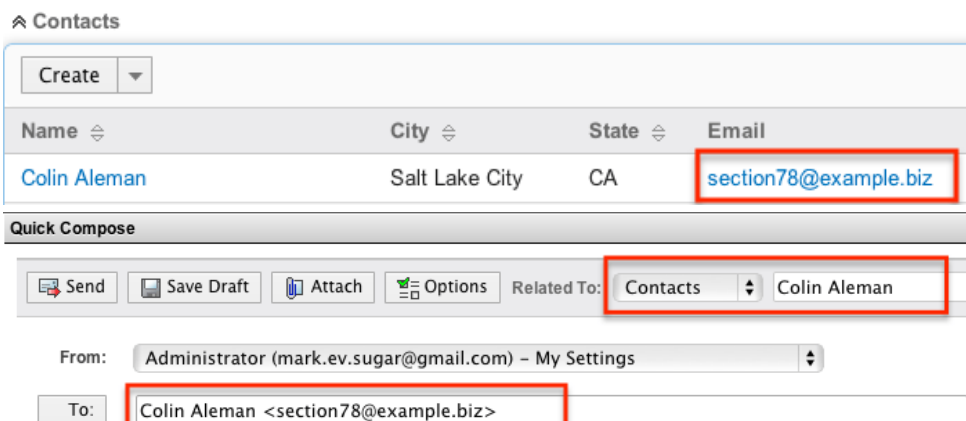 Contacts
Create
Name City State Email
Colin Aleman Salt Lake City CA section78@example.biz
Quick Compose
Send Save Draft Attach Options Related To: Contacts Colin Aleman
From: Administrator (mark.ev.sugar@gmail.com) – My Settings
To: Colin Aleman <section78@example.biz>